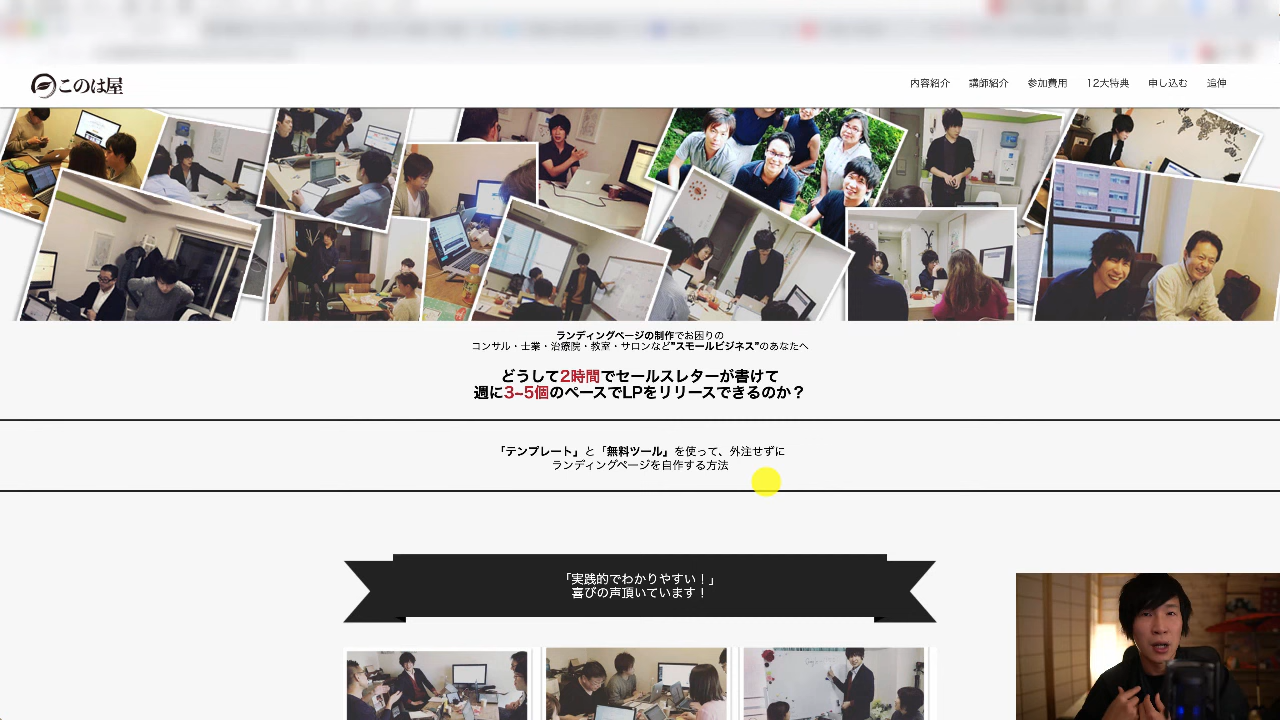 このは屋
内容紹介 講師紹介 参加費用 12大特典 申し込む 追伸
ランディングページの制作でお困りの
コンサル・士業・治療院・教室・サロンなど"スモールビジネス"のあなたへ
どうして2時間でセールスレターが書けて
週に3−5個のペースでLPをリリースできるのか？
「テンプレート」と「無料ツール」を使って、外注せずに
ランディングページを自作する方法
「実践的でわかりやすい！」
喜びの声頂いています！